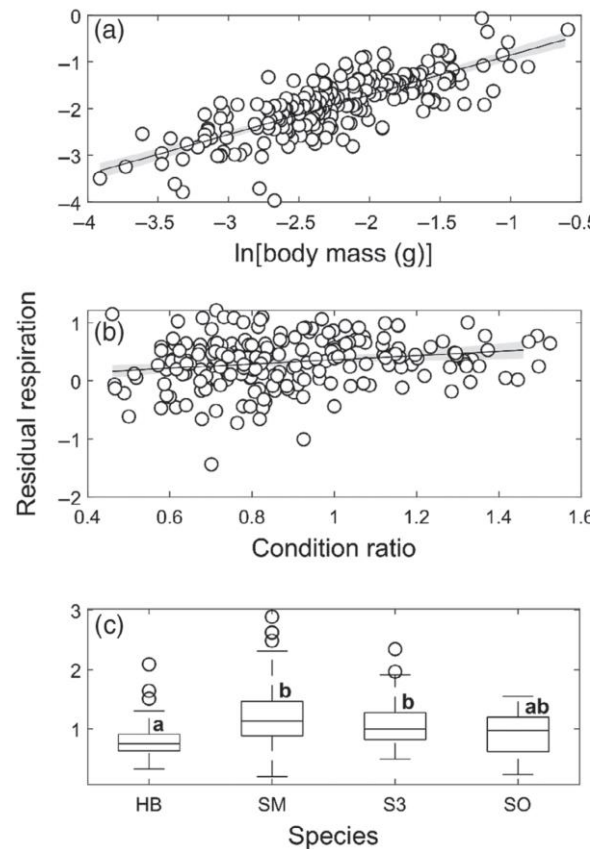 (a)
0
−1
−2
−3
−4
−4 −3.5 −3 −2.5 −2 −1.5 −1 −0.5
ln[body mass (g)]
Residual respiration
(b)
1
0
−1
−2
0.4 0.6 0.8 1 1.2 1.4 1.6
Condition ratio
(c)
3
2
1
a b b ab
HB SM S3 SO
Species